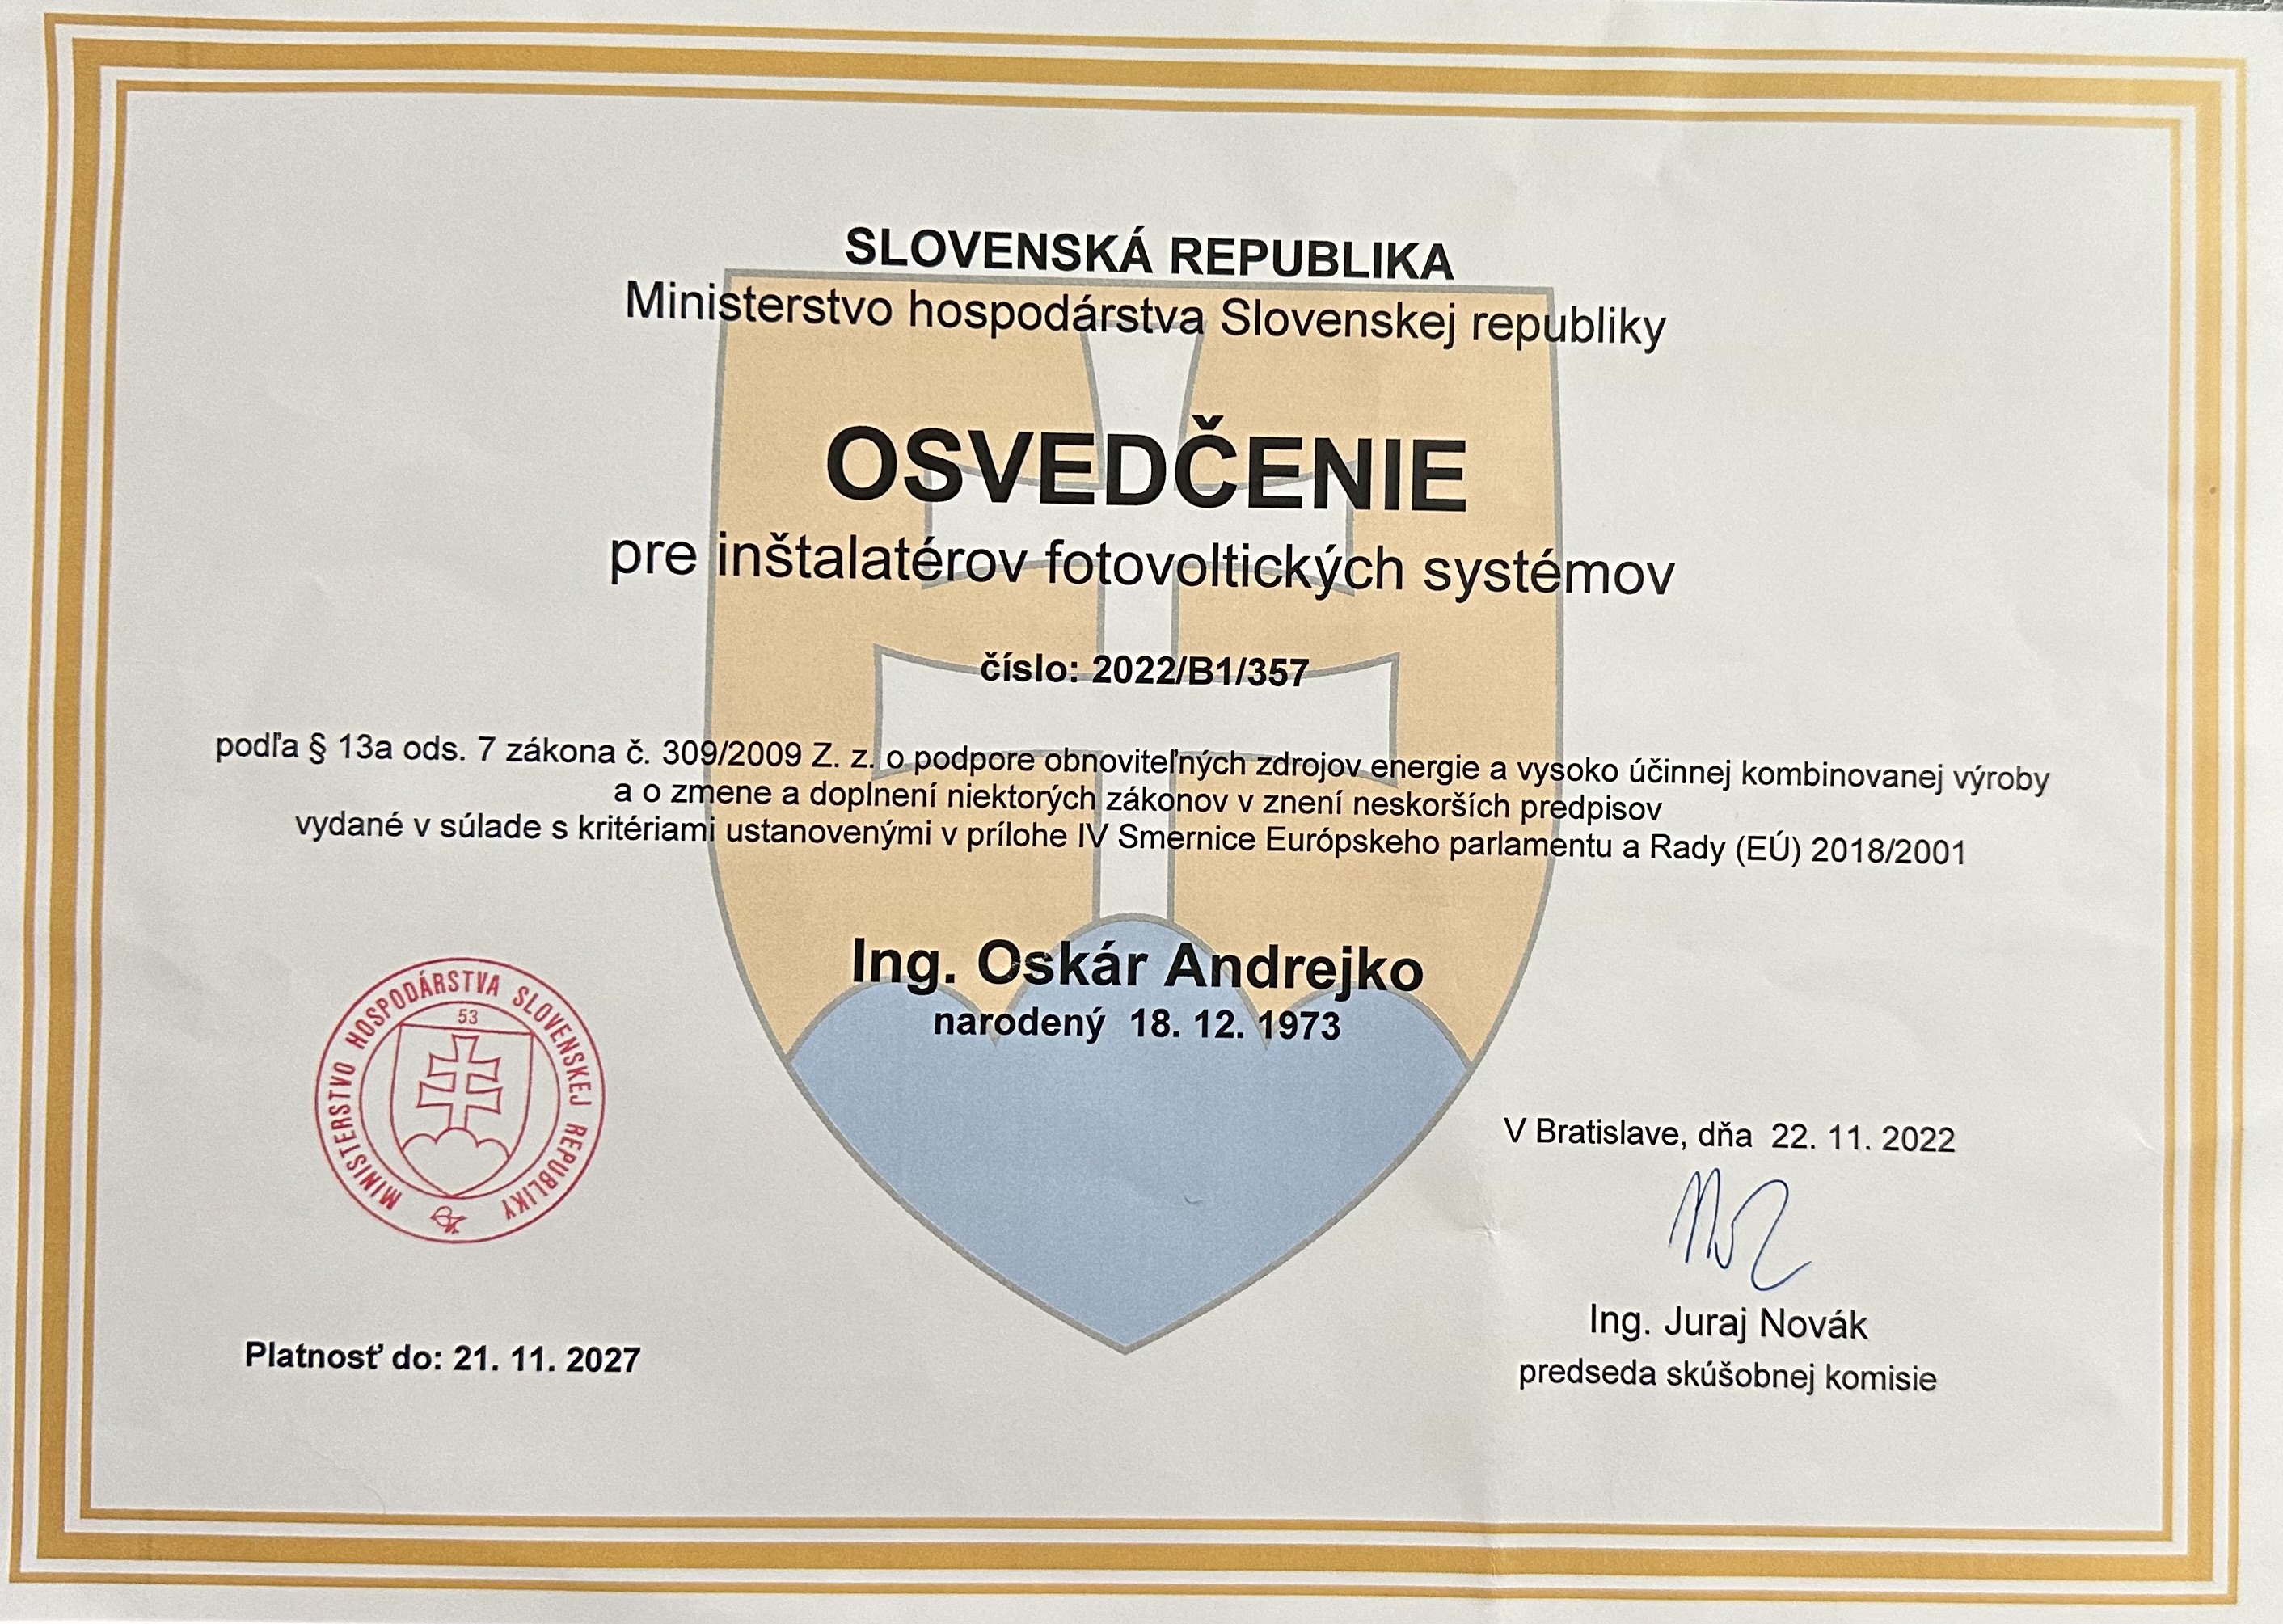 SLOVENSKÁ REPUBLIKA
Ministerstvo hospodárstva Slovenskej republiky
OSVEDČENIE
pre inštalatérov fotovoltických systémov
číslo: 2022/B1/357
podľa § 13a ods. 7 zákona č. 309/2009 Z. z. o podpore obnoviteľných zdrojov energie a vysoko účinnej kombinovanej výroby
a o zmene a doplnení niektorých zákonov v znení neskorších predpisov
vydané v súlade s kritériami ustanovenými v prílohe IV Smernice Európskeho parlamentu a Rady (EÚ) 2018/2001
Ing. Oskár Andrejko
narodený 18. 12. 1973
MINISTERSTVO HOSPODÁRSTVA SLOVENSKEJ REPUBLIKY
53
V Bratislave, dňa 22. 11. 2022
Ing. Juraj Novák
predseda skúšobnej komisie
Platnosť do: 21. 11. 2027